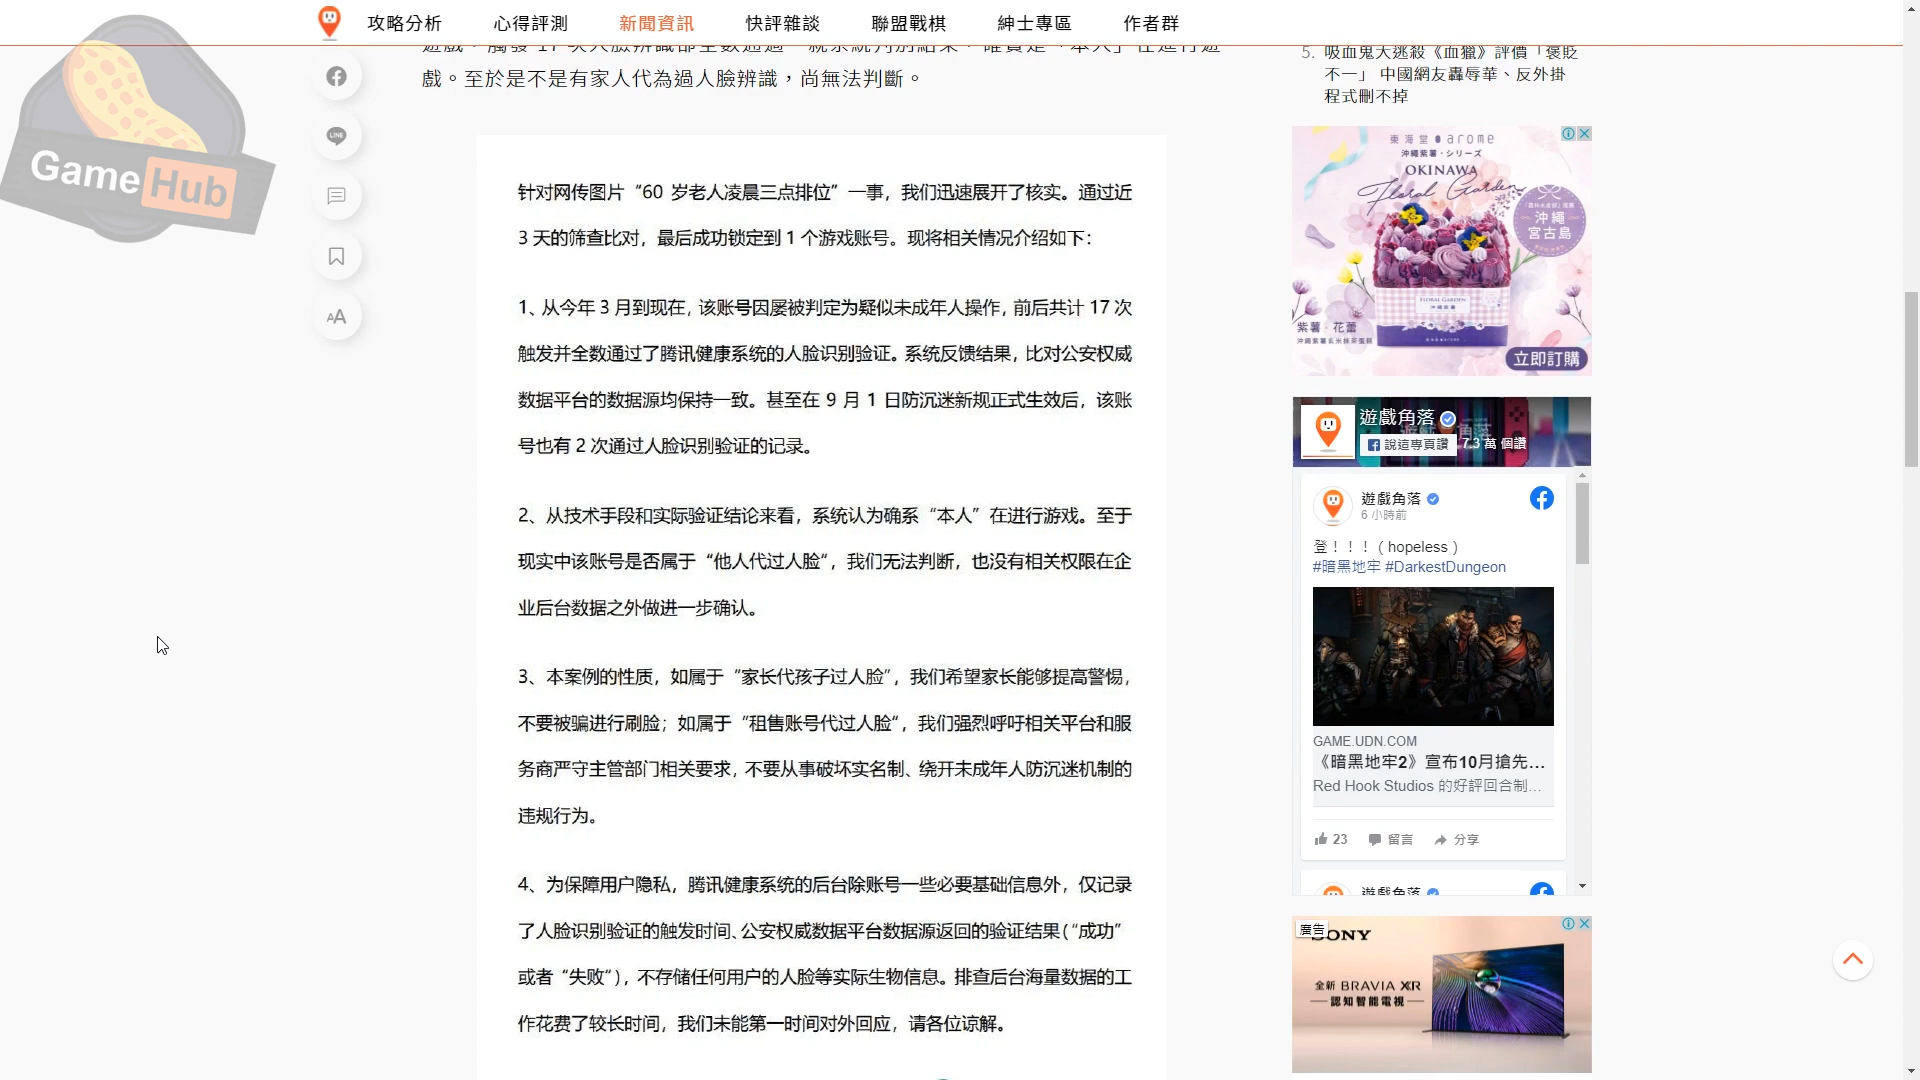 攻略分析
心得評測
新聞資訊
快評雜談
聯盟戰棋
紳士專區
作者群
GameHub
LINE
AA
戲。至於是不是有家人代為過人臉辨識，尚無法判斷。
针对网传图片“60 岁老人凌晨三点排位”一事，我们迅速展开了核实。通过近
3 天的筛查比对，最后成功锁定到 1 个游戏账号。现将相关情况介绍如下：
1、从今年 3 月到现在，该账号因屡被判定为疑似未成年人操作，前后共计 17 次
触发并全数通过了腾讯健康系统的人脸识别验证。系统反馈结果，比对公安权威
数据平台的数据源均保持一致。甚至在 9 月 1 日防沉迷新规正式生效后，该账
号也有 2 次通过人脸识别验证的记录。
2、从技术手段和实际验证结论来看，系统认为确系“本人”在进行游戏。至于
现实中该账号是否属于“他人代过人脸”，我们无法判断，也没有相关权限在企
业后台数据之外做进一步确认。
3、本案例的性质，如属于“家长代孩子过人脸”，我们希望家长能够提高警惕，
不要被骗进行刷脸；如属于“租售账号代过人脸“，我们强烈呼吁相关平台和服
务商严守主管部门相关要求，不要从事破坏实名制、绕开未成年人防沉迷机制的
违规行为。
4、为保障用户隐私，腾讯健康系统的后台除账号一些必要基础信息外，仅记录
了人脸识别验证的触发时间、公安权威数据平台数据源返回的验证结果（“成功”
或者“失败“），不存储任何用户的人脸等实际生物信息。排查后台海量数据的工
作花费了较长时间，我们未能第一时间对外回应，请各位谅解。
5. 吸血鬼大逃殺《血獵》評價「褒貶
不一」 中國網友轟辱華、反外掛
程式刪不掉
東海堂 arome
沖繩紫薯·シリーズ
OKINAWA
Floral Garden
沖繩
宮古島
FLORAL GARDEN
紫薯·花蕾
立即訂購
遊戲角落
說這專頁讚
7.3 萬 個讚
遊戲角落
6 小時前
登！！！（hopeless）
#暗黑地牢 #DarkestDungeon
GAME.UDN.COM
《暗黑地牢2》宣布10月搶先…
Red Hook Studios 的好評回合制…
23
留言
分享
遊戲角落
廣告
SONY
全新 BRAVIA XR
認知智能電視